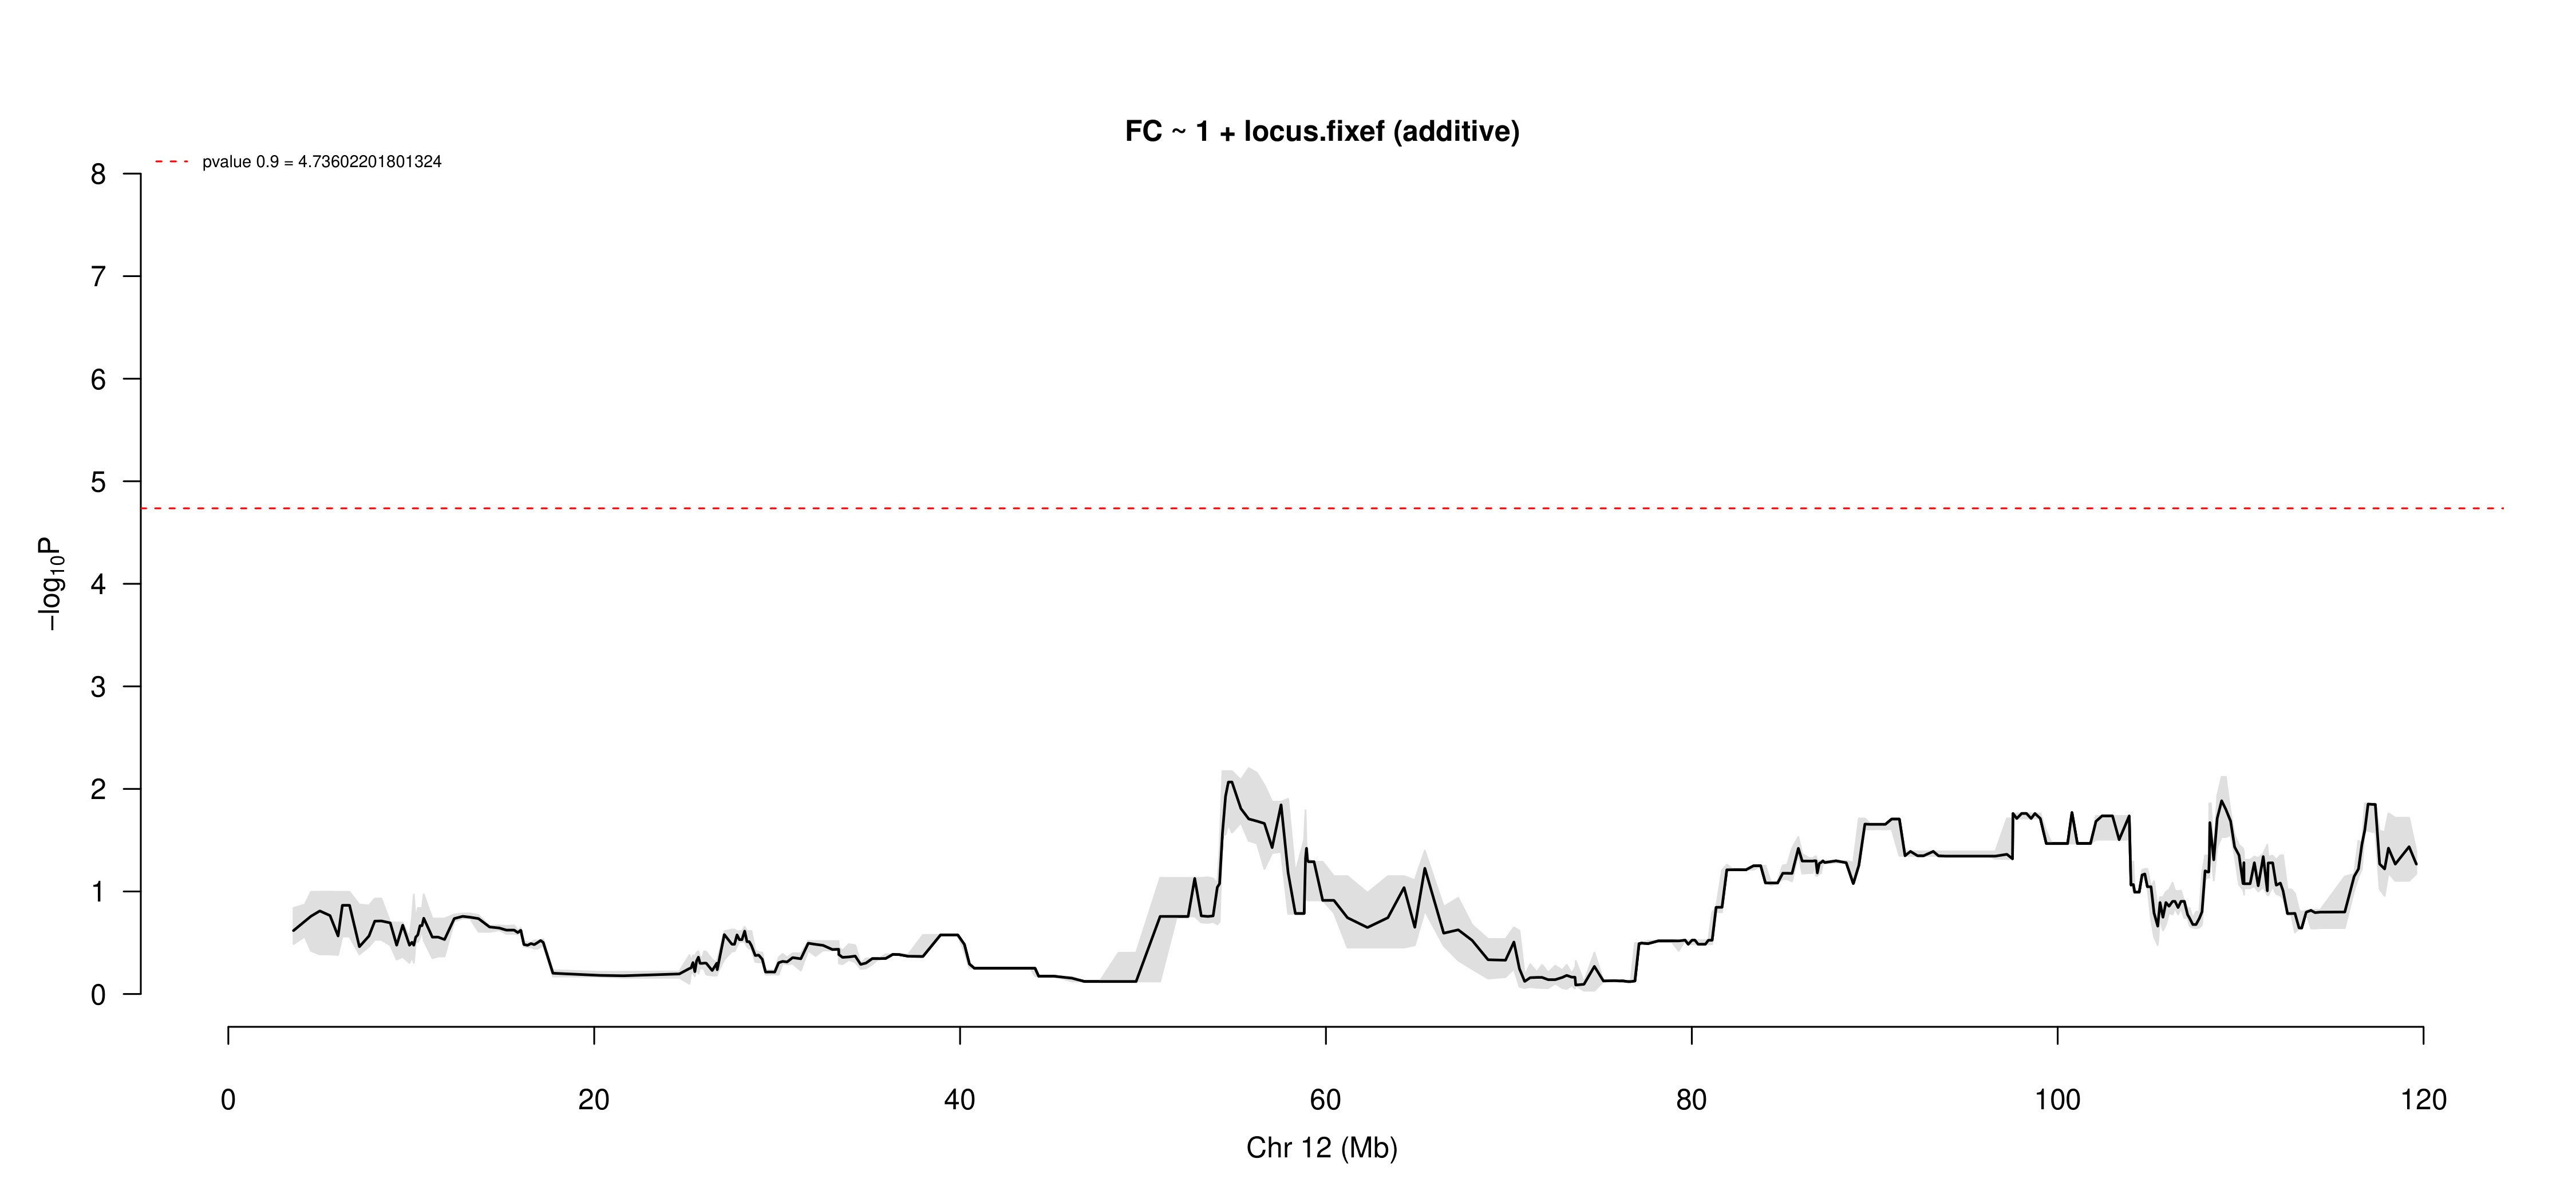 FC ~ 1 + locus.fixef (additive)
pvalue 0.9 = 4.73602201801324
8
7
6
5
4
3
2
1
0
−log10P
0 20 40 60 80 100 120
Chr 12 (Mb)